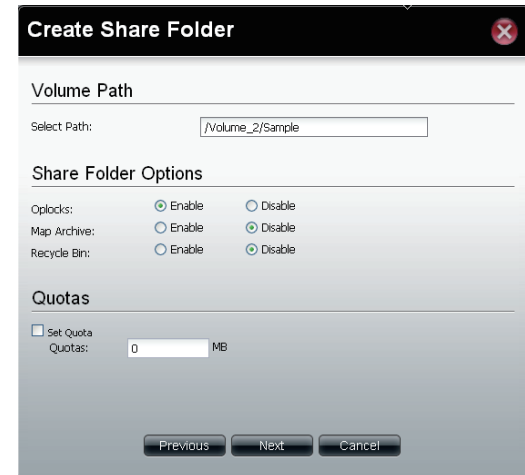 Create Share Folder
Volume Path
Select Path: /Volume_2/Sample
Share Folder Options
Oplocks: Enable Disable
Map Archive: Enable Disable
Recycle Bin: Enable Disable
Quotas
Set Quota
Quotas: 0 MB
Previous Next Cancel